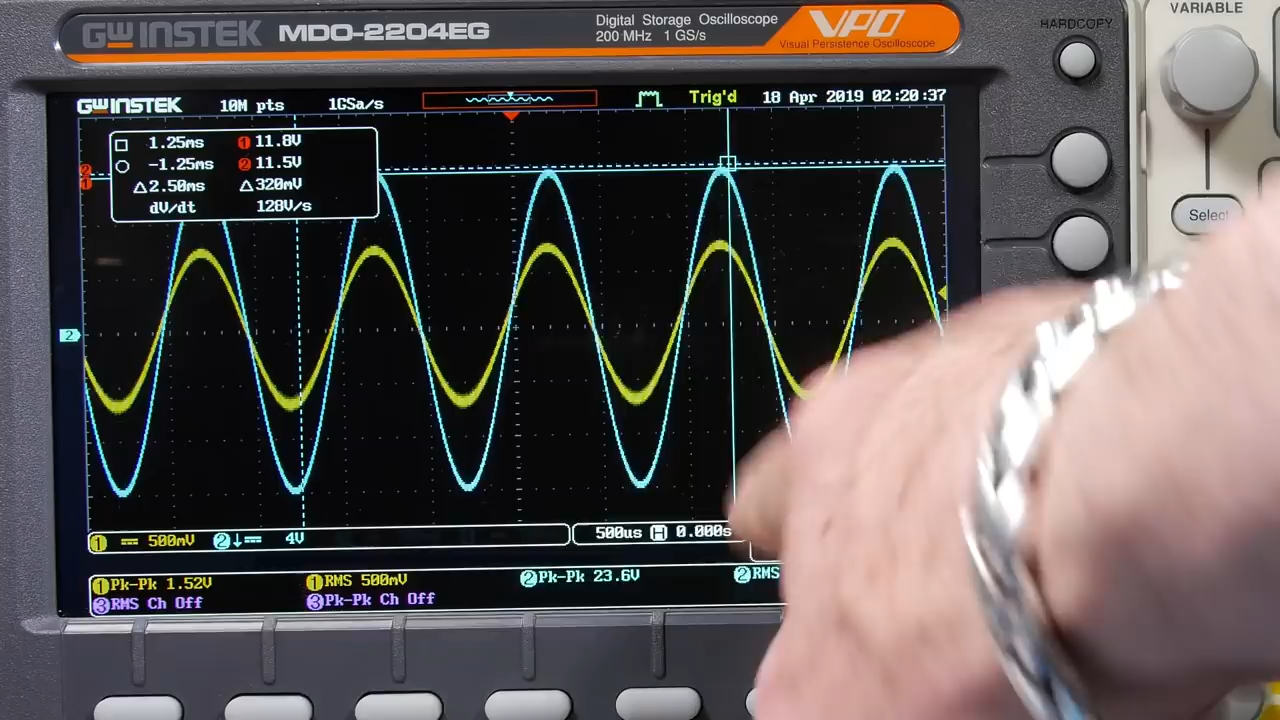 GW INSTEK MDO-2204EG Digital Storage Oscilloscope
200 MHz 1 GS/s
VPO
Visual Persistence Oscilloscope
HARDCOPY
VARIABLE
Select
GW INSTEK 10M pts 1GSa/s Trig'd 18 Apr 2019 02:20:37
1.25ms 1 11.8V
-1.25ms 2 11.5V
△2.50ms △320mV
dV/dt 128V/s
2
1
2
1 500mV 2 4V 500us H 0.000s
1 Pk-Pk 1.52V 1 RMS 500mV 2 Pk-Pk 23.6V 2 RMS
3 RMS Ch Off 3 Pk-Pk Ch Off